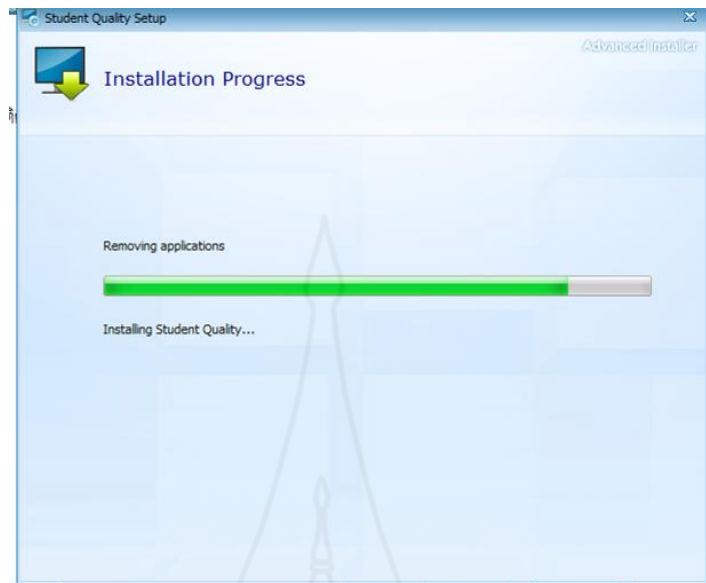 Student Quality Setup
Advanced Installer
Installation Progress
Removing applications
Installing Student Quality...